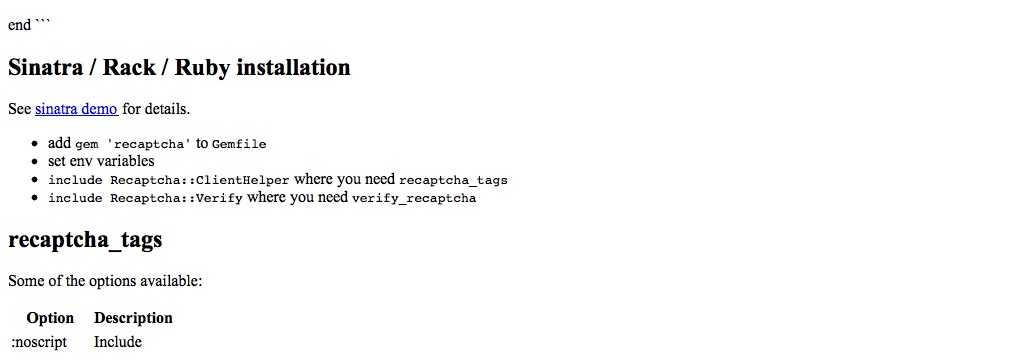 end ```
Sinatra / Rack / Ruby installation
See sinatra demo for details.
add gem 'recaptcha' to Gemfile
set env variables
include Recaptcha::ClientHelper where you need recaptcha_tags
include Recaptcha::Verify where you need verify_recaptcha
recaptcha_tags
Some of the options available:
Option Description
:noscript Include